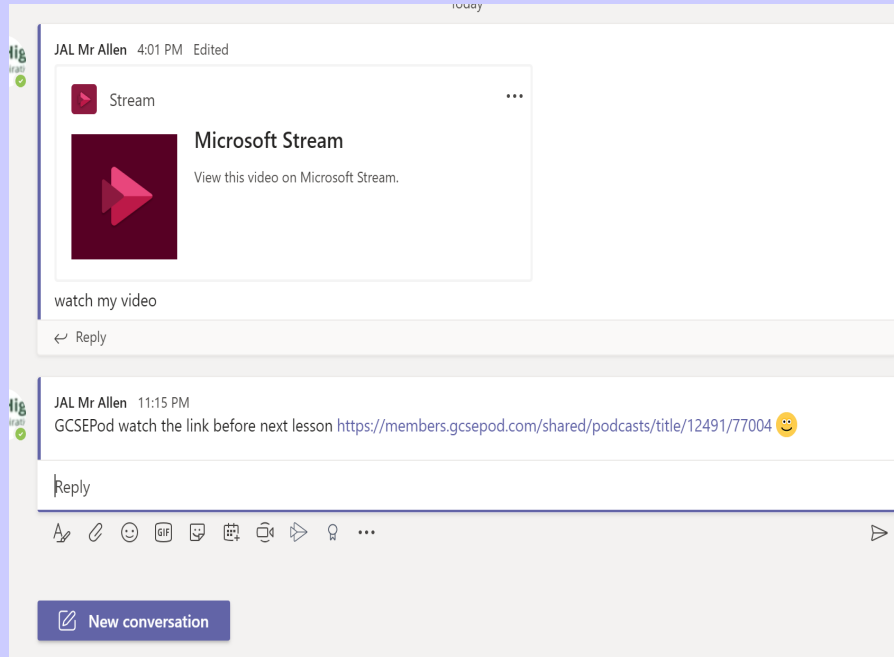 Today
JAL Mr Allen 4:01 PM Edited
Stream
Microsoft Stream
View this video on Microsoft Stream.
watch my video
Reply
JAL Mr Allen 11:15 PM
GCSEPod watch the link before next lesson https://members.gcsepod.com/shared/podcasts/title/12491/77004
Reply
GIF
New conversation